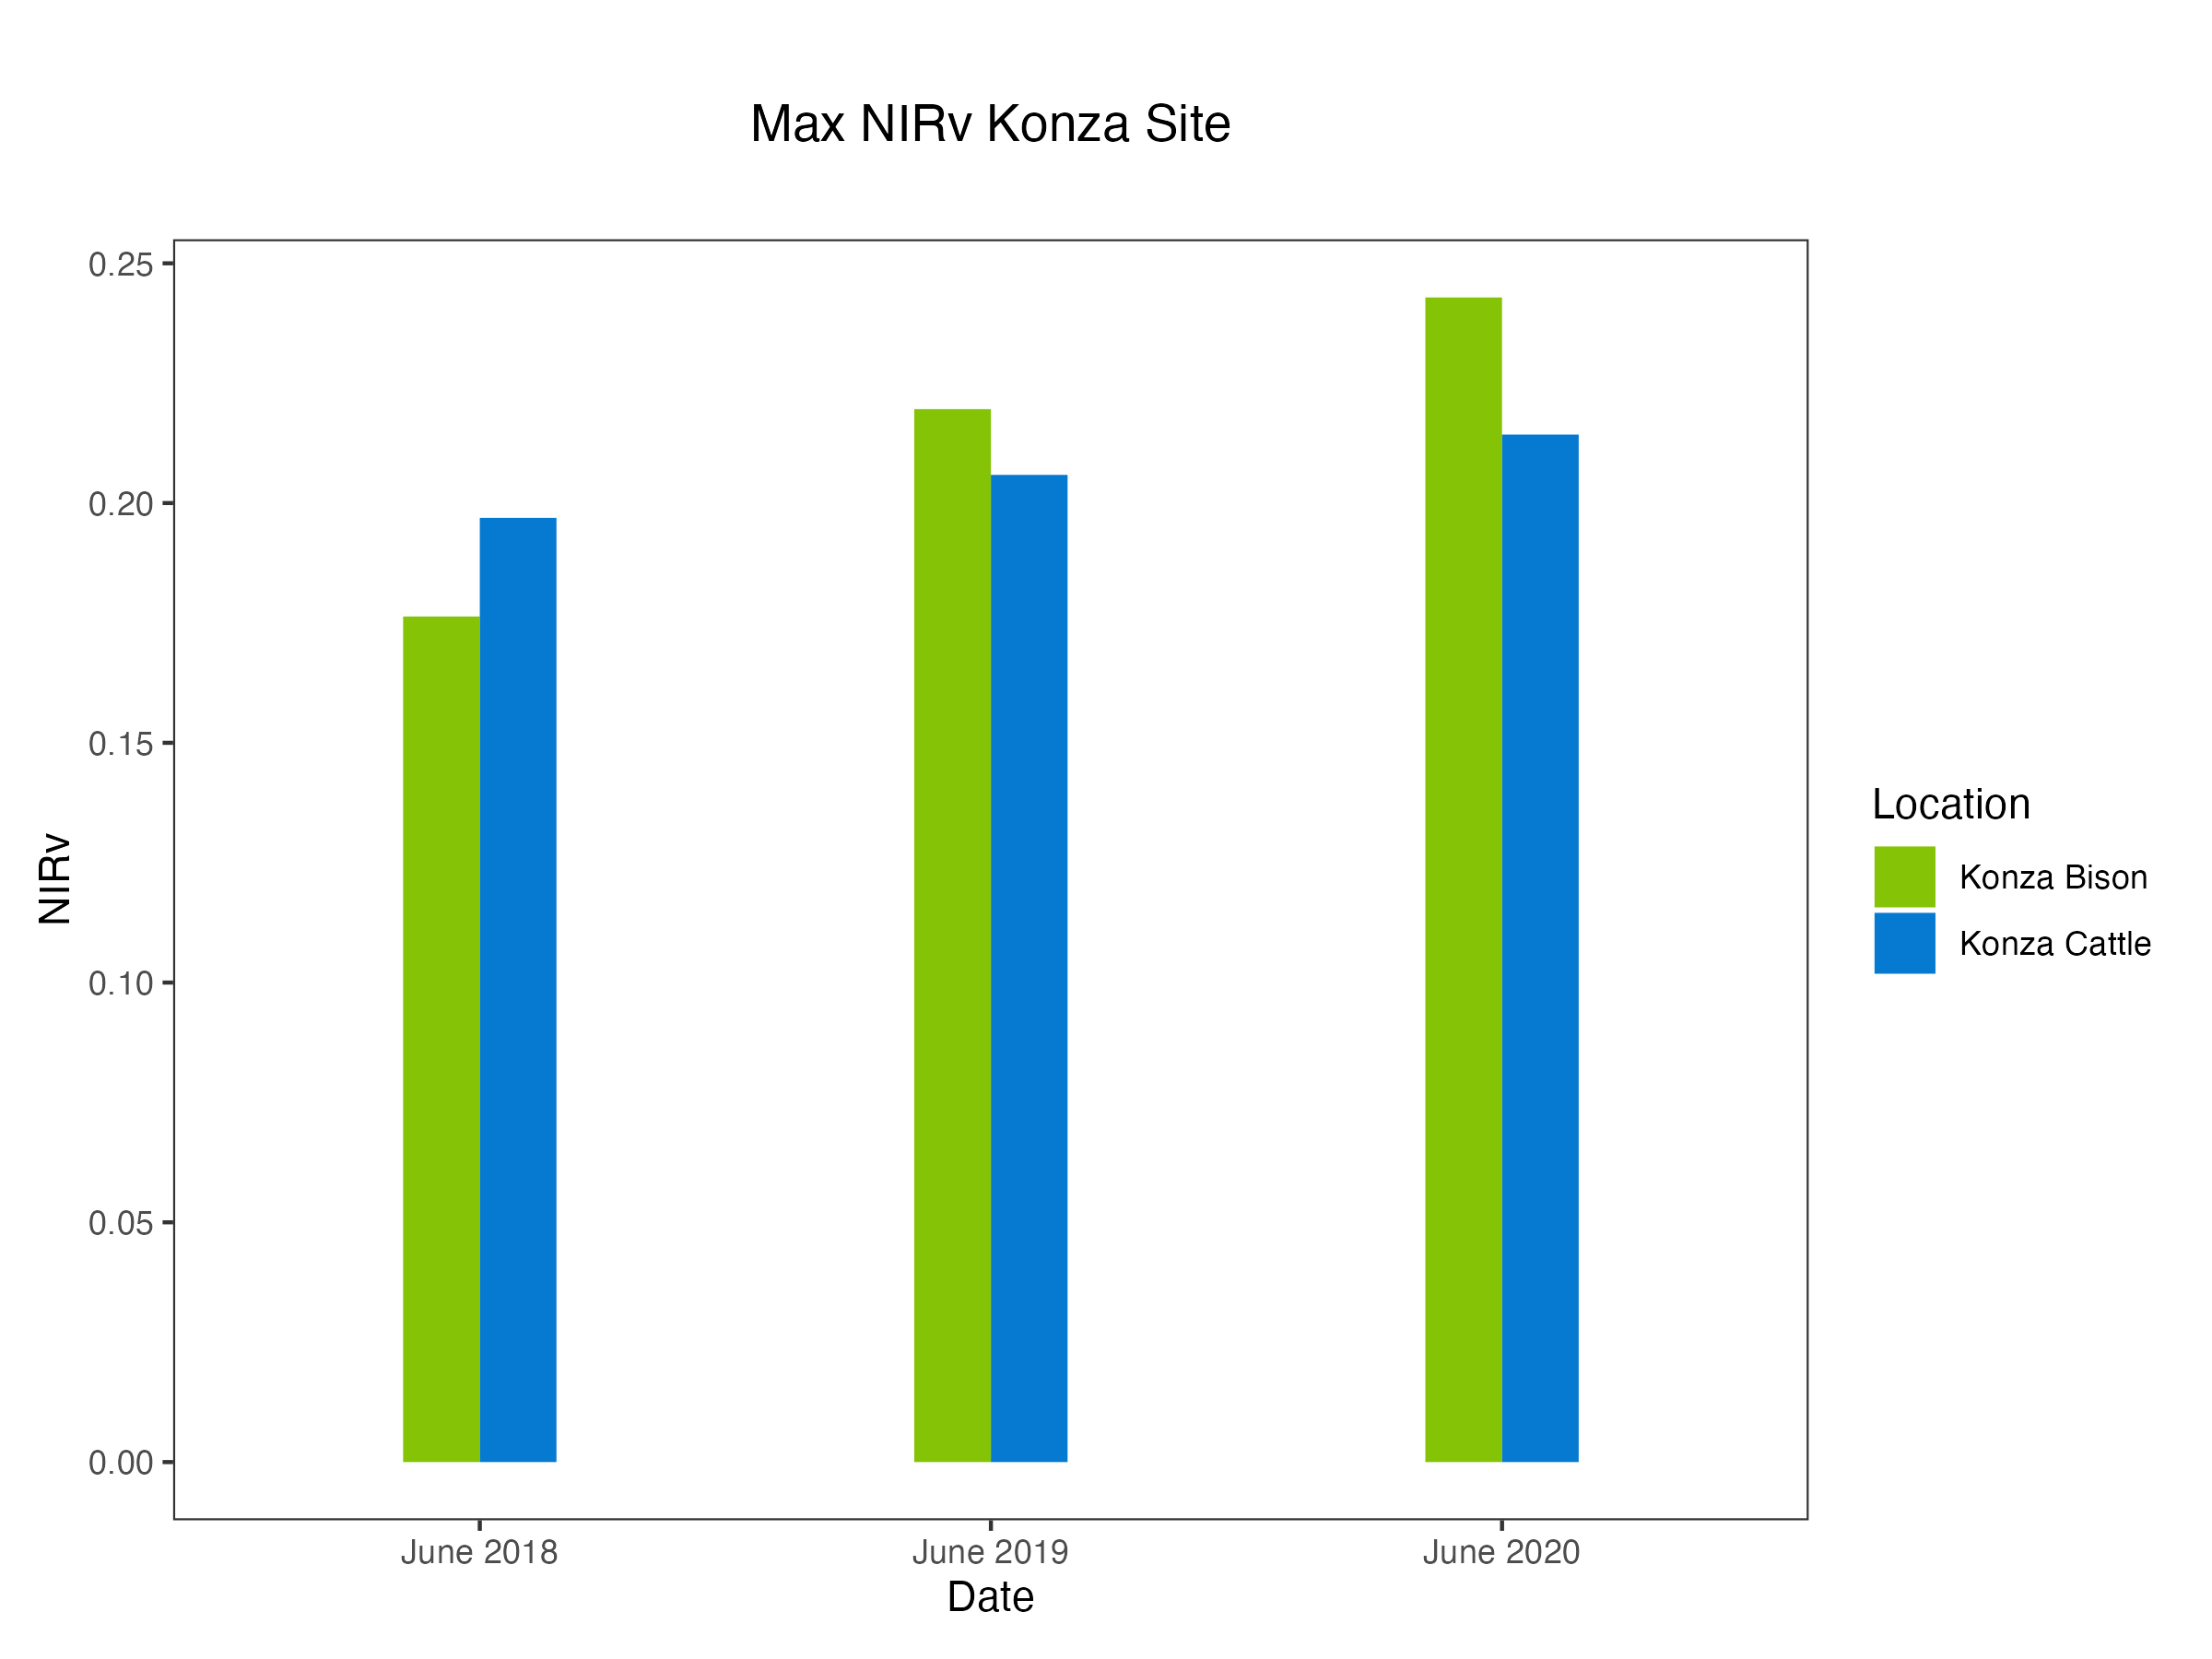 Max NIRv Konza Site
NIRv
0.25
0.20
0.15
0.10
0.05
0.00
June 2018 June 2019 June 2020
Date
Location
Konza Bison
Konza Cattle